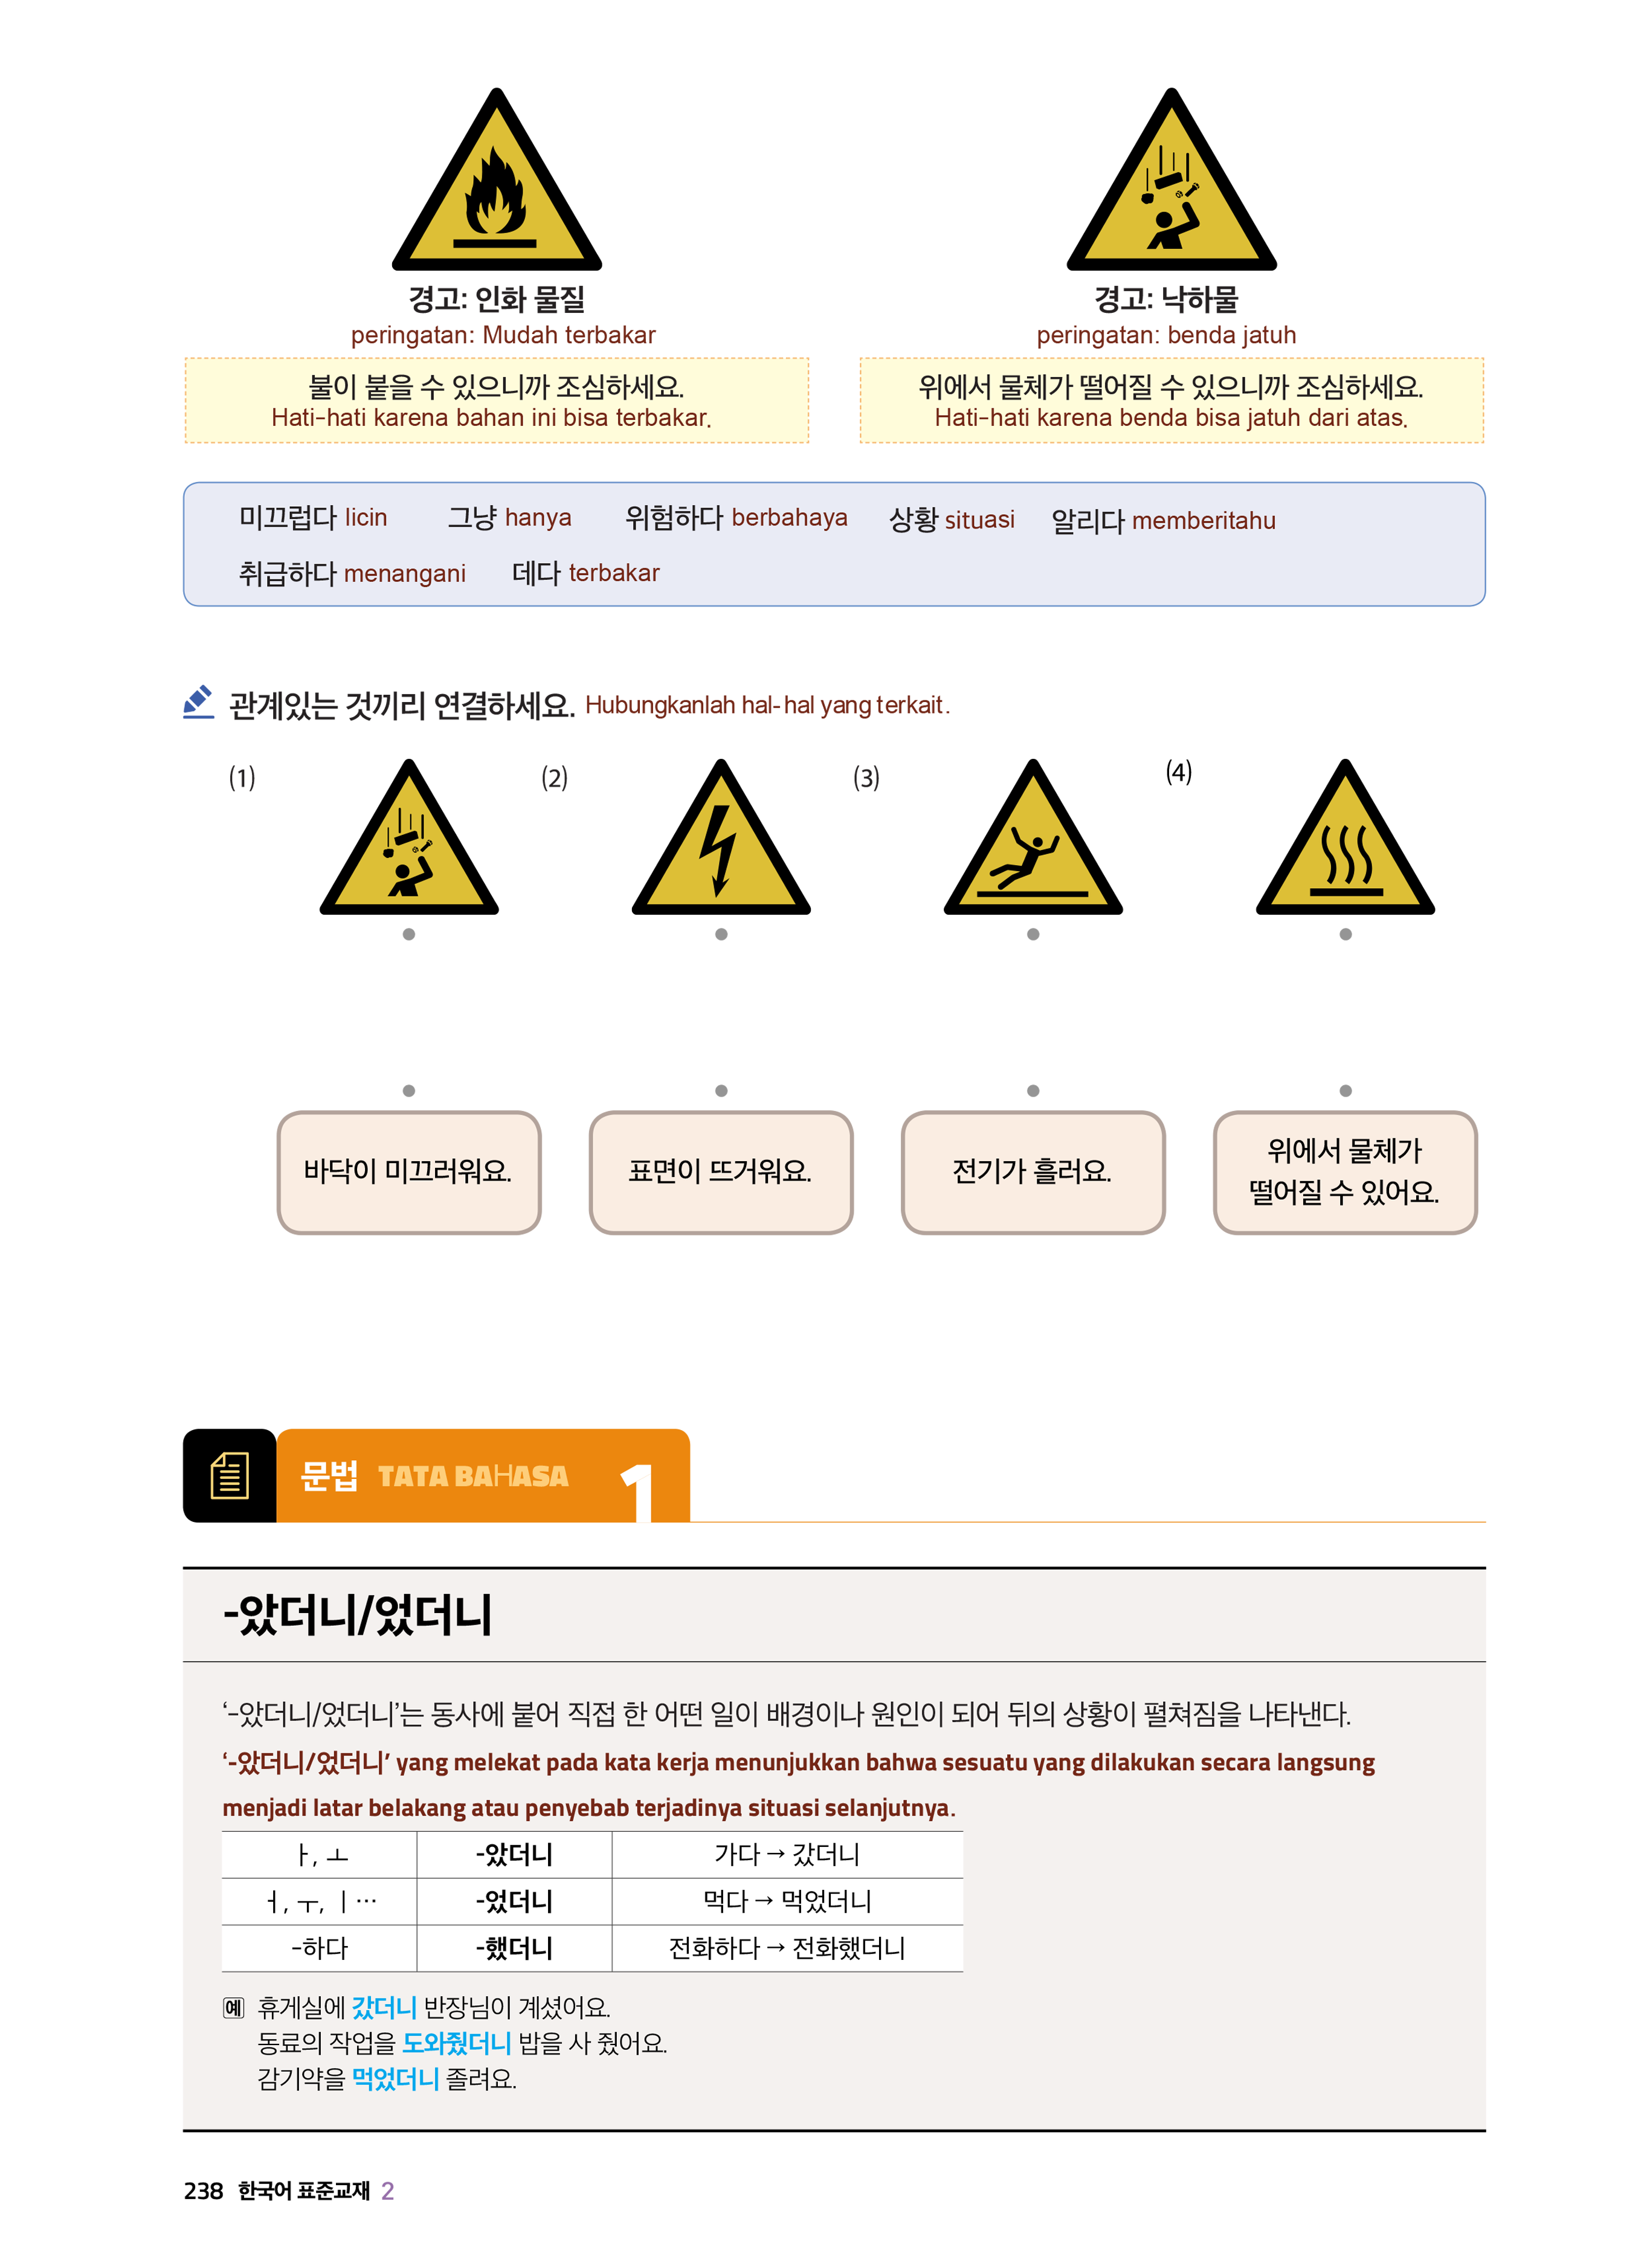 경고: 인화 물질
peringatan: Mudah terbakar
불이 붙을 수 있으니까 조심하세요.
Hati-hati karena bahan ini bisa terbakar.
경고: 낙하물
peringatan: benda jatuh
위에서 물체가 떨어질 수 있으니까 조심하세요.
Hati-hati karena benda bisa jatuh dari atas.
미끄럽다 licin 그냥 hanya 위험하다 berbahaya 상황 situasi 알리다 memberitahu
취급하다 menangani 데다 terbakar
관계있는 것끼리 연결하세요. Hubungkanlah hal-hal yang terkait.
(1) (2) (3) (4)
바닥이 미끄러워요.
표면이 뜨거워요.
전기가 흘러요.
위에서 물체가
떨어질 수 있어요.
문법 TATA BAHASA 1
-았더니/었더니
‘-았더니/었더니’는 동사에 붙어 직접 한 어떤 일이 배경이나 원인이 되어 뒤의 상황이 펼쳐짐을 나타낸다.
‘-았더니/었더니’ yang melekat pada kata kerja menunjukkan bahwa sesuatu yang dilakukan secara langsung
menjadi latar belakang atau penyebab terjadinya situasi selanjutnya.
ㅏ, ㅗ -았더니 가다 → 갔더니
ㅓ, ㅜ, ㅣ… -었더니 먹다 → 먹었더니
-하다 -했더니 전화하다 → 전화했더니
예 휴게실에 갔더니 반장님이 계셨어요.
동료의 작업을 도와줬더니 밥을 사 줬어요.
감기약을 먹었더니 졸려요.
238 한국어 표준교재 2